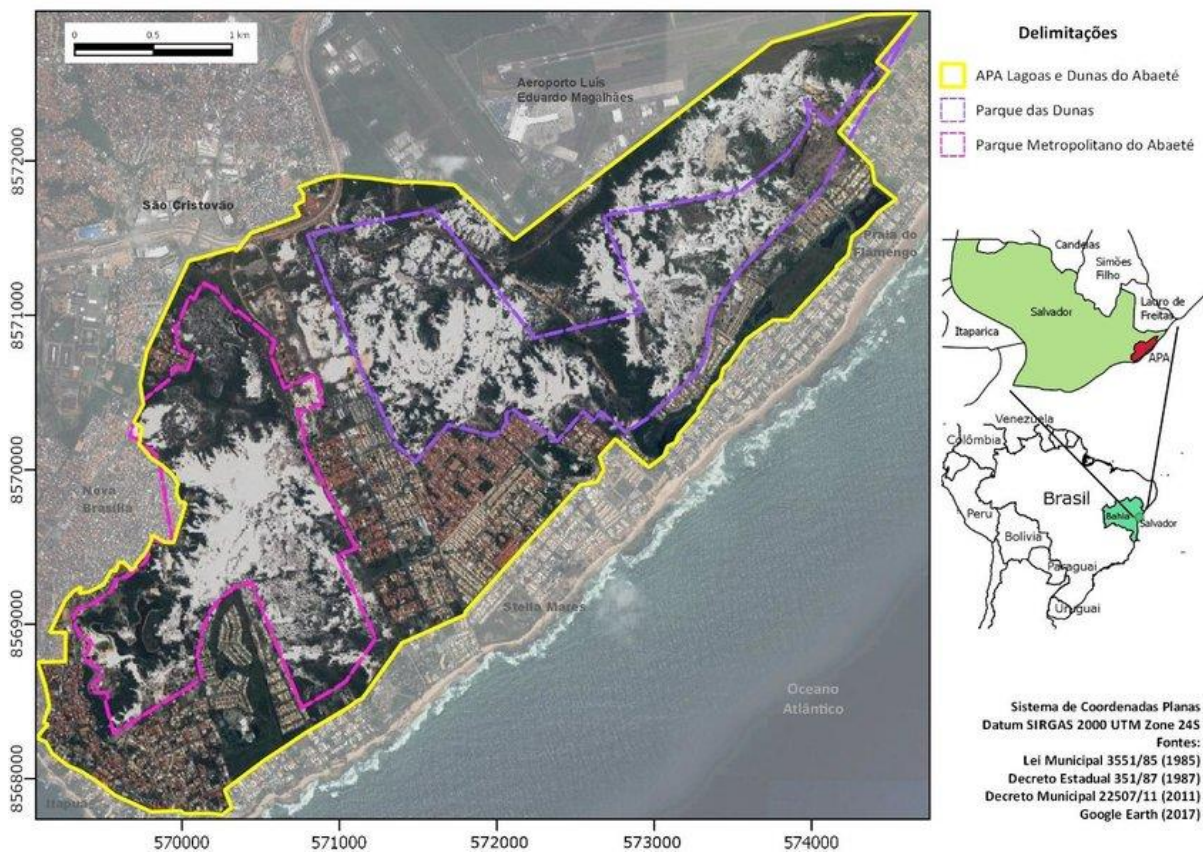 0 0.5 1 km
Aeroporto Luís
Eduardo Magalhães
São Cristovão
Praia do
Flamengo
Nova
Brasília
Stella Mares
Oceano
Atlântico
Itapuã
8572000
8571000
8570000
8569000
8568000
570000 571000 572000 573000 574000
Delimitações
APA Lagoas e Dunas do Abaeté
Parque das Dunas
Parque Metropolitano do Abaeté
Candeias
Simões
Filho
Lauro de
Freitas
Salvador
Itaparica
APA
Venezuela
Colômbia
Brasil
Peru
Bahia
Salvador
Bolívia
Paraguai
Uruguai
Sistema de Coordenadas Planas
Datum SIRGAS 2000 UTM Zone 24S
Fontes:
Lei Municipal 3551/85 (1985)
Decreto Estadual 351/87 (1987)
Decreto Municipal 22507/11 (2011)
Google Earth (2017)